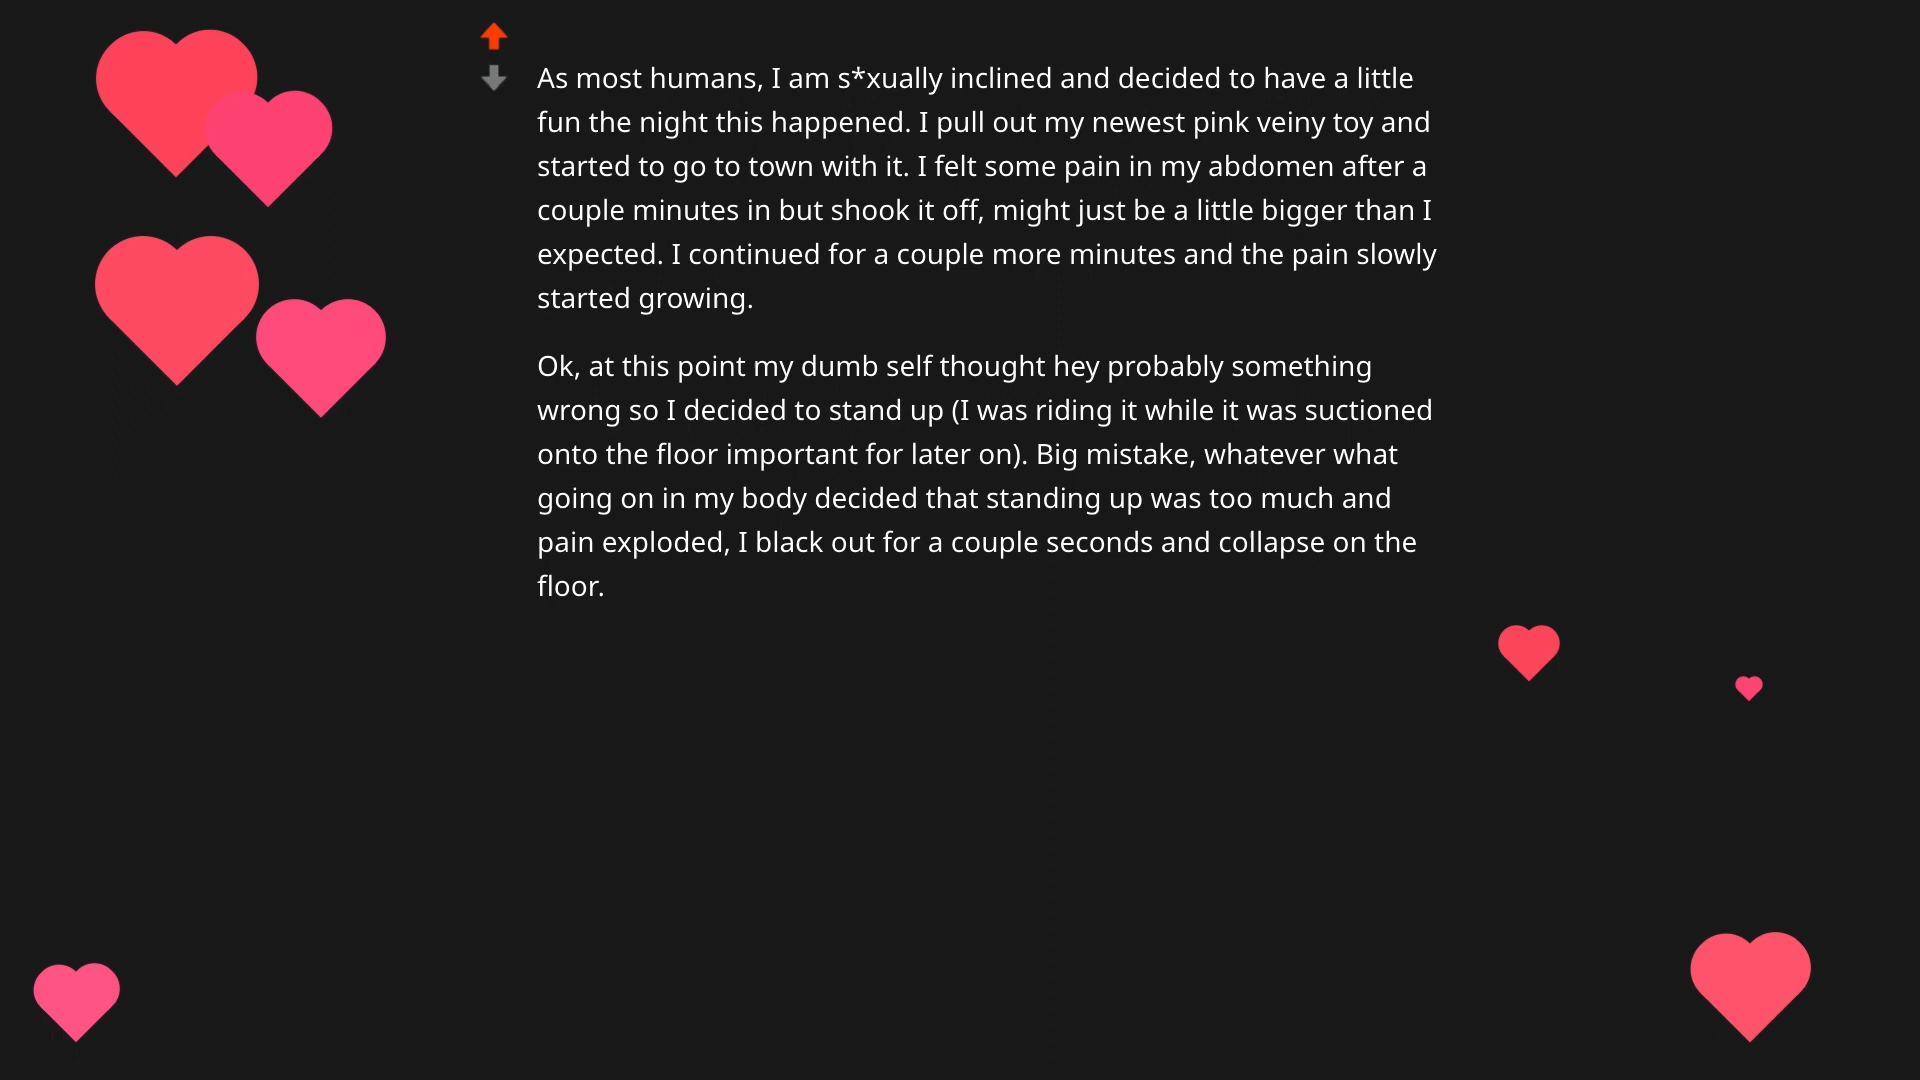 As most humans, I am s*xually inclined and decided to have a little
fun the night this happened. I pull out my newest pink veiny toy and
started to go to town with it. I felt some pain in my abdomen after a
couple minutes in but shook it off, might just be a little bigger than I
expected. I continued for a couple more minutes and the pain slowly
started growing.
Ok, at this point my dumb self thought hey probably something
wrong so I decided to stand up (I was riding it while it was suctioned
onto the floor important for later on). Big mistake, whatever what
going on in my body decided that standing up was too much and
pain exploded, I black out for a couple seconds and collapse on the
floor.